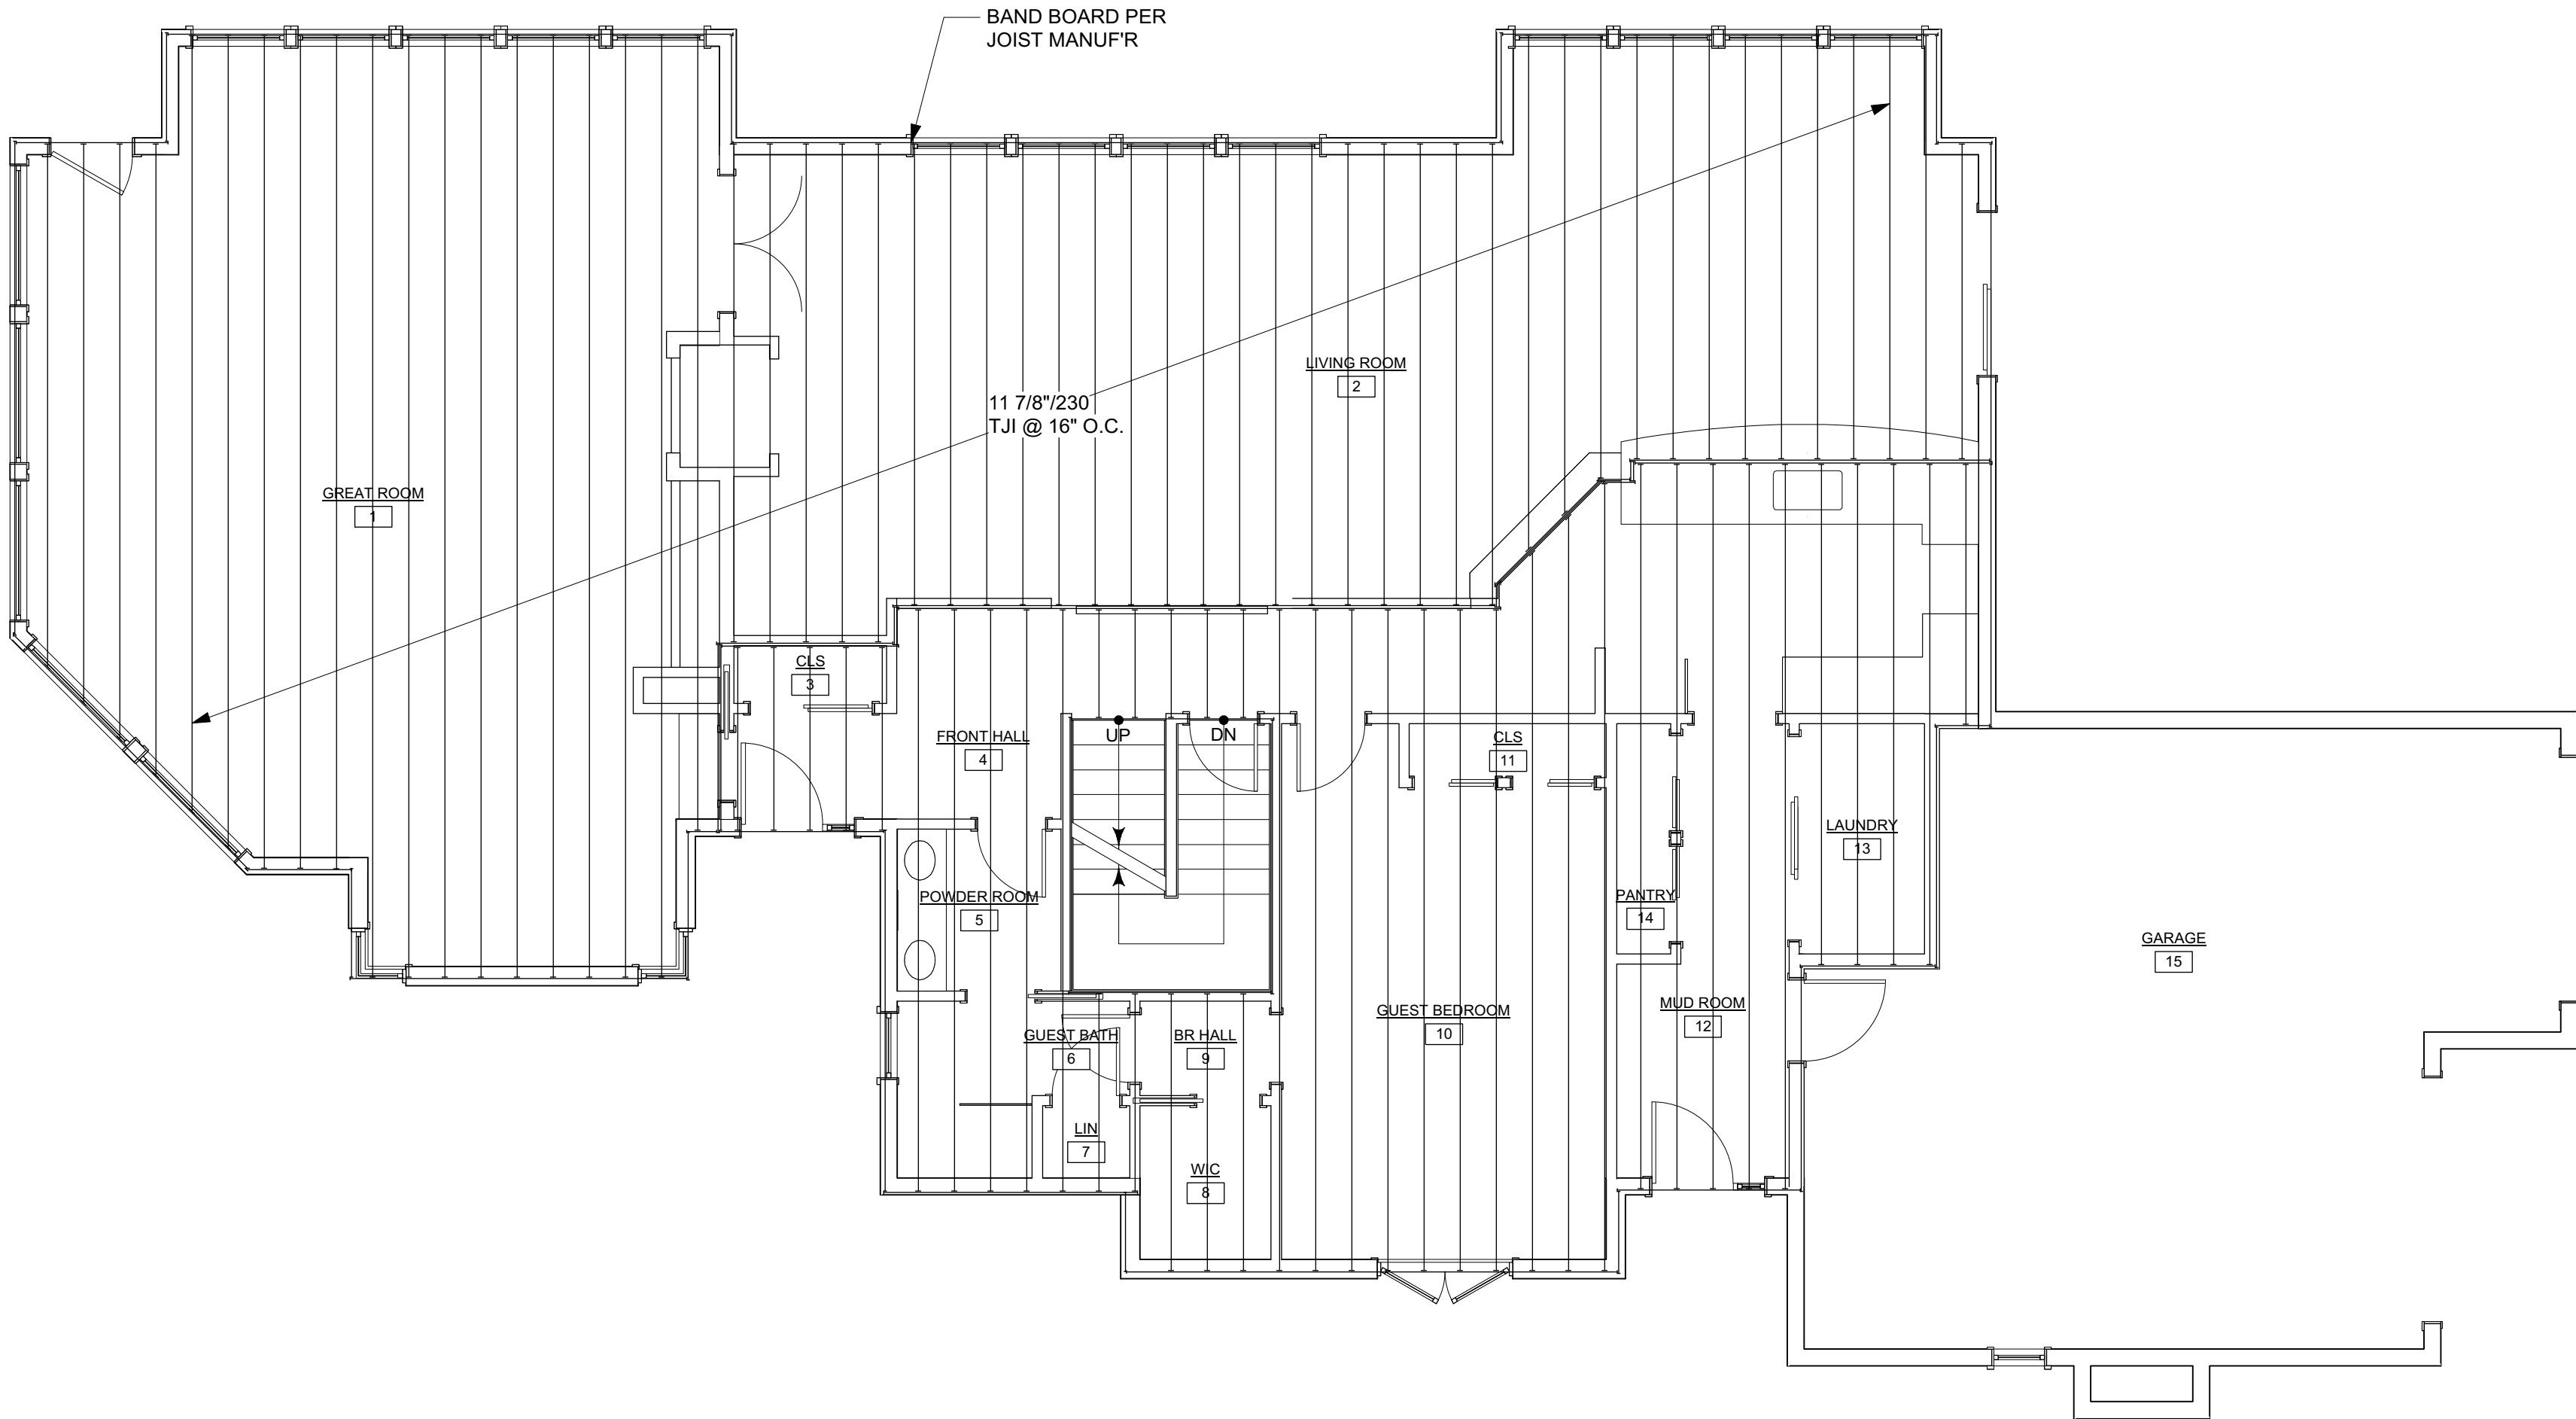 BAND BOARD PER
JOIST MANUF'R
LIVING ROOM
2
11 7/8"/230
TJI @ 16" O.C.
GREAT ROOM
1
CLS
3
FRONT HALL
4
UP
DN
CLS
11
LAUNDRY
13
POWDER ROOM
5
PANTRY
14
GARAGE
15
MUD ROOM
12
GUEST BEDROOM
10
GUEST BATH
6
BR HALL
9
LIN
7
WIC
8